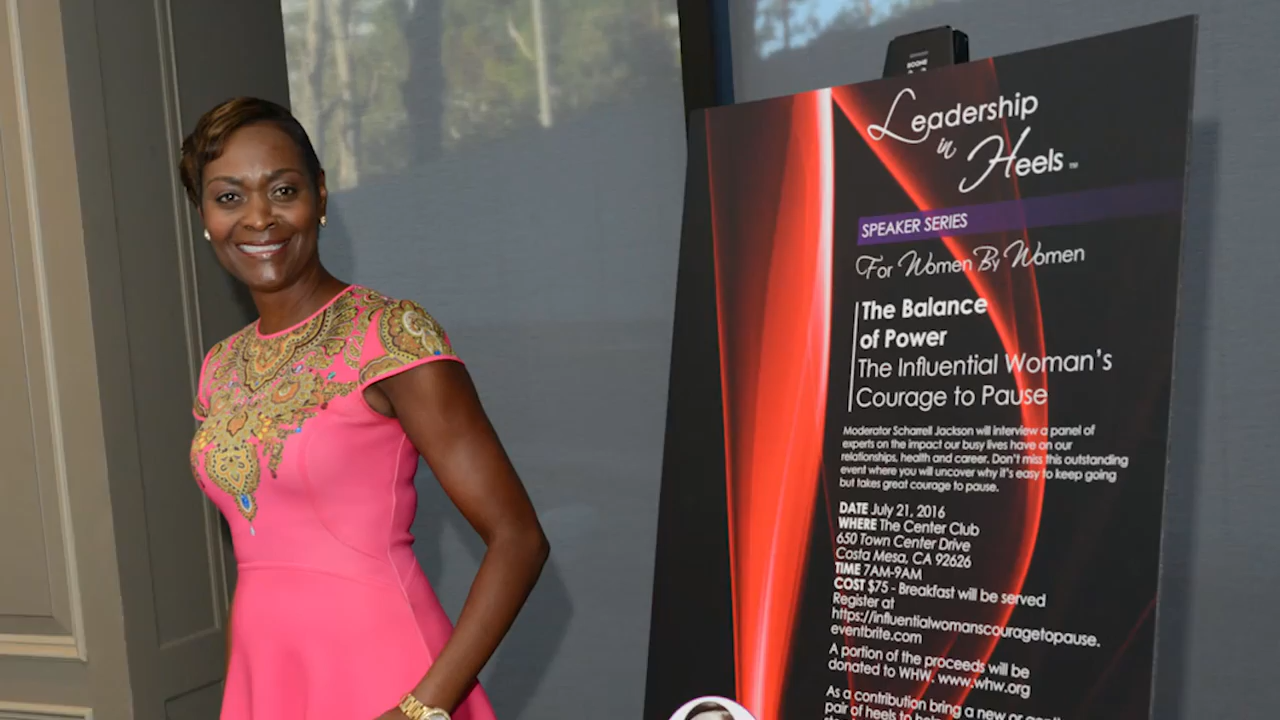 Leadership
in
Heels ™
SPEAKER SERIES
For Women By Women
The Balance
of Power
The Influential Woman's
Courage to Pause
Moderator Scharrell Jackson will interview a panel of
experts on the impact our busy lives have on our
relationships, health and career. Don't miss this outstanding
event where you will uncover why it's easy to keep going
but takes great courage to pause.
DATE July 21, 2016
WHERE The Center Club
650 Town Center Drive
Costa Mesa, CA 92626
TIME 7AM-9AM
COST $75 - Breakfast will be served
Register at
https://influentialwomanscouragetopause.
eventbrite.com
A portion of the proceeds will be
donated to WHW. www.whw.org
As a contribution bring a new or
pair of heels to